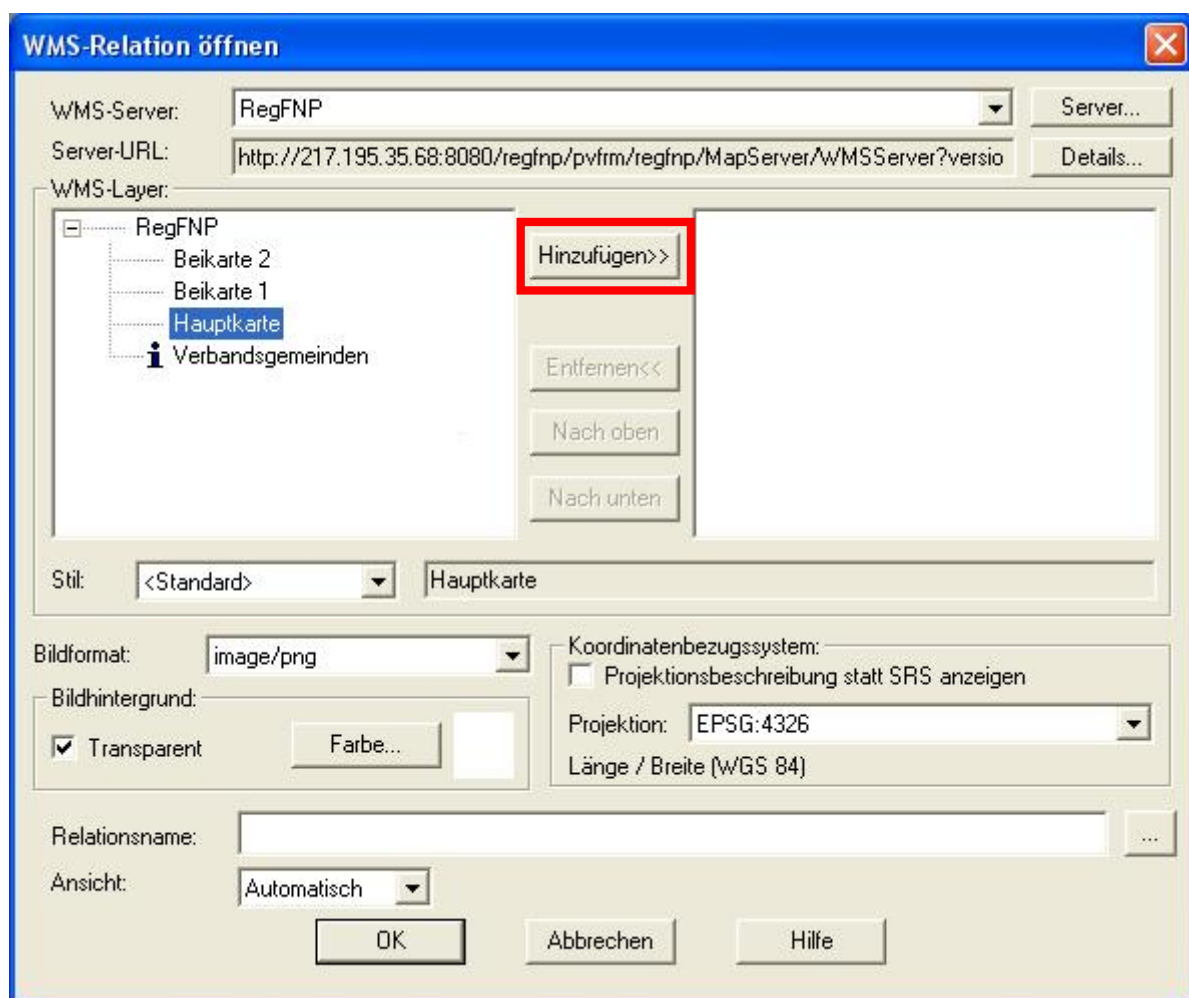 WMS-Relation öffnen
WMS-Server: RegFNP Server...
Server-URL: http://217.195.35.68:8080/regfnp/pvfrm/regfnp/MapServer/WMSServer?versio Details...
WMS-Layer:
RegFNP
Beikarte 2
Beikarte 1
Hauptkarte
Verbandsgemeinden
Hinzufügen>>
Entfernen<<
Nach oben
Nach unten
Stil: <Standard> Hauptkarte
Bildformat: image/png
Bildhintergrund:
Transparent Farbe...
Koordinatenbezugssystem:
Projektionsbeschreibung statt SRS anzeigen
Projektion: EPSG:4326
Länge / Breite (WGS 84)
Relationsname: ...
Ansicht: Automatisch
OK Abbrechen Hilfe